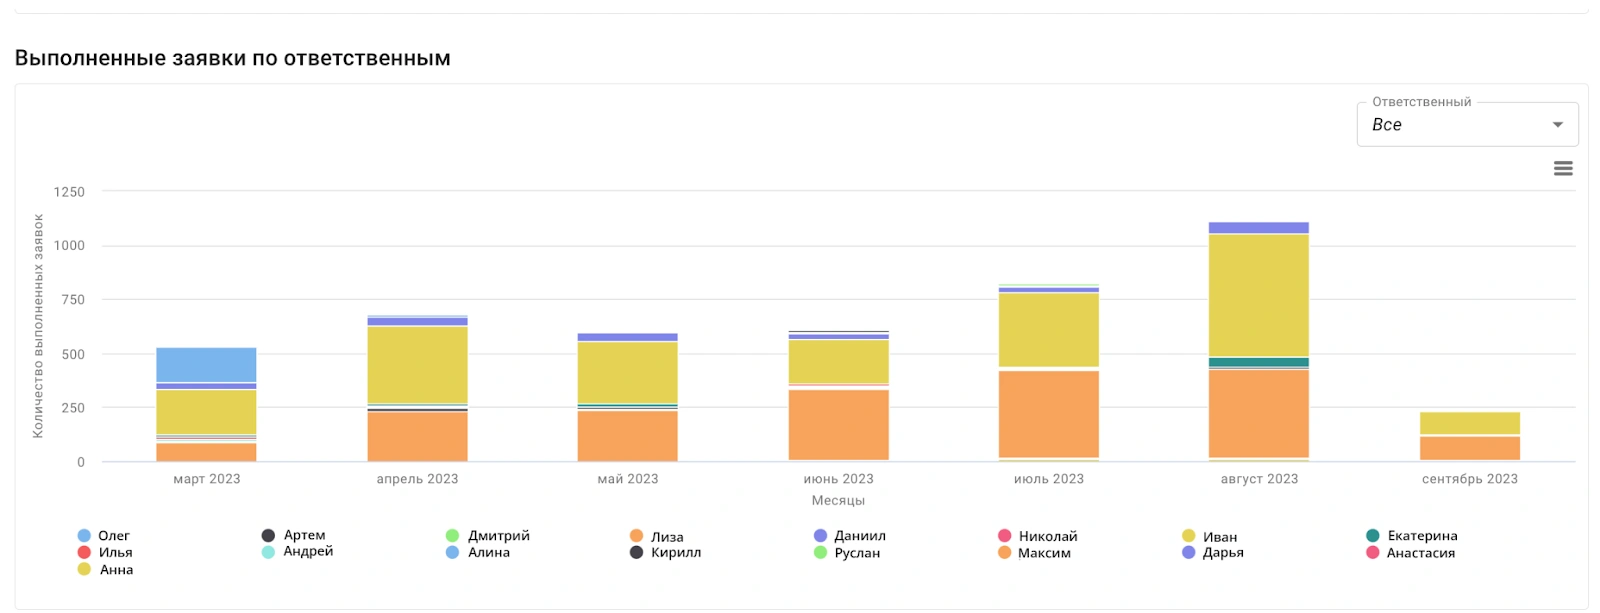 Выполненные заявки по ответственным
Ответственный
Все
Количество выполненных заявок
1250
1000
750
500
250
0
март 2023 апрель 2023 май 2023 июнь 2023 июль 2023 август 2023 сентябрь 2023
Месяцы
Олег Артем Дмитрий Лиза Даниил Николай Иван Екатерина
Илья Андрей Алина Кирилл Руслан Максим Дарья Анастасия
Анна